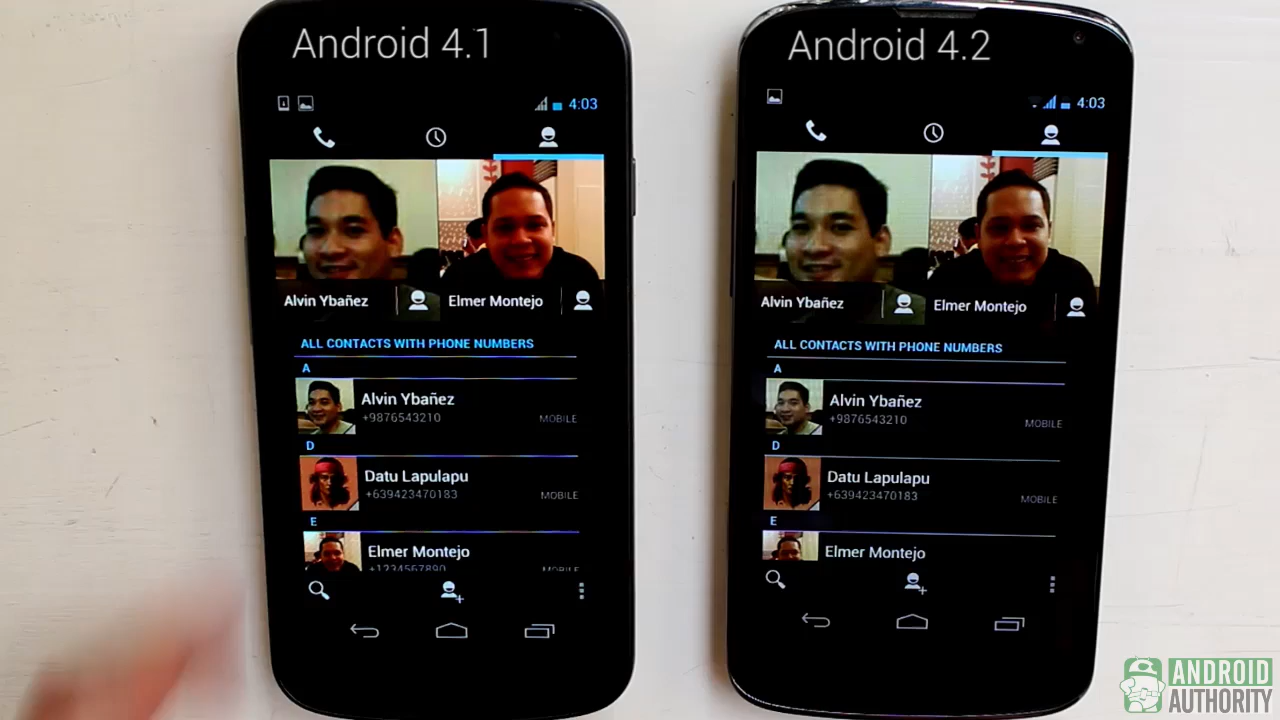 Android 4.1
4:03
Alvin Ybañez
Elmer Montejo
ALL CONTACTS WITH PHONE NUMBERS
A
Alvin Ybañez
+9876543210
MOBILE
D
Datu Lapulapu
+639423470183
MOBILE
E
Elmer Montejo
+1234567890
MOBILE
Android 4.2
4:03
Alvin Ybañez
Elmer Montejo
ALL CONTACTS WITH PHONE NUMBERS
A
Alvin Ybañez
+9876543210
MOBILE
D
Datu Lapulapu
+639423470183
MOBILE
E
Elmer Montejo
ANDROID
AUTHORITY